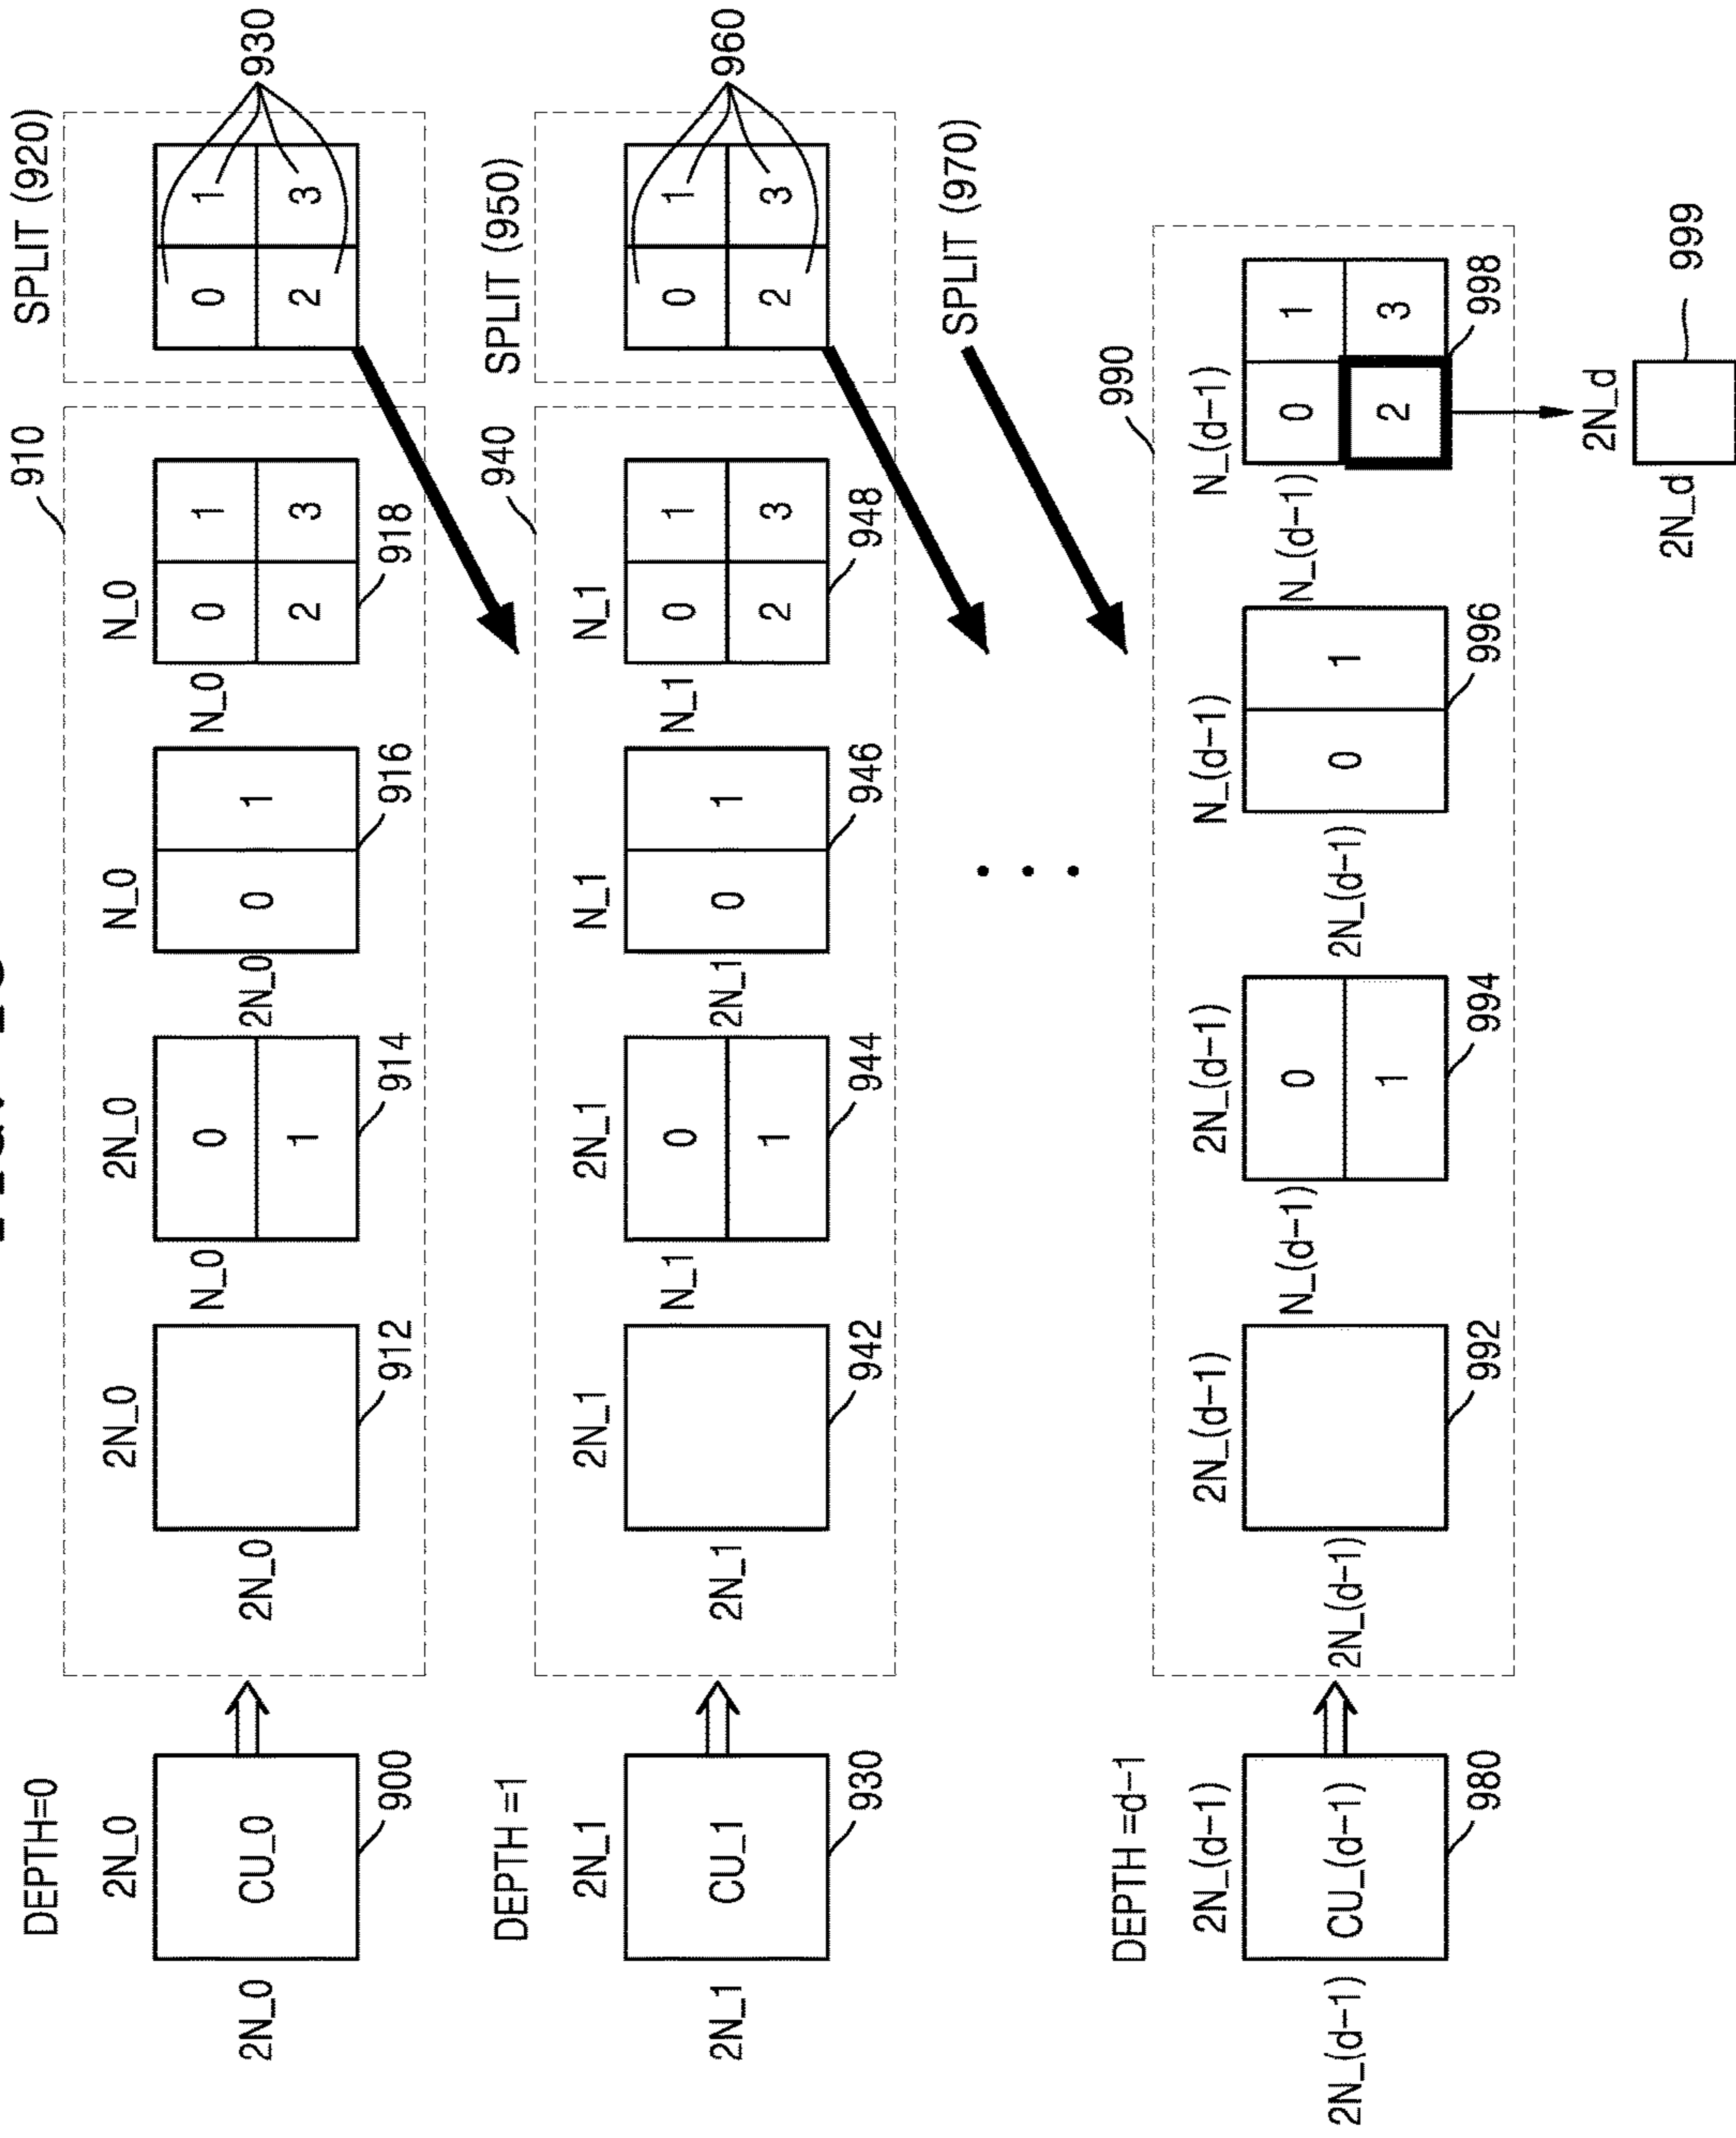 DEPTH=0
2N_0
2N_0
CU_0
900
910
2N_0
2N_0
912
2N_0
N_0
0
1
914
N_0
2N_0
0 1
916
N_0
N_0
0 1
2 3
918
SPLIT (920)
0 1
2 3
930
DEPTH =1
2N_1
2N_1
CU_1
930
940
2N_1
2N_1
942
2N_1
N_1
0
1
944
N_1
2N_1
0 1
946
N_1
N_1
0 1
2 3
948
SPLIT (950)
0 1
2 3
960
SPLIT (970)
DEPTH =d-1
2N_(d-1)
2N_(d-1)
CU_(d-1)
980
990
2N_(d-1)
2N_(d-1)
992
2N_(d-1)
N_(d-1)
0
1
994
N_(d-1)
2N_(d-1)
0 1
996
N_(d-1)
N_(d-1)
0 1
2 3
998
2N_d
2N_d
999